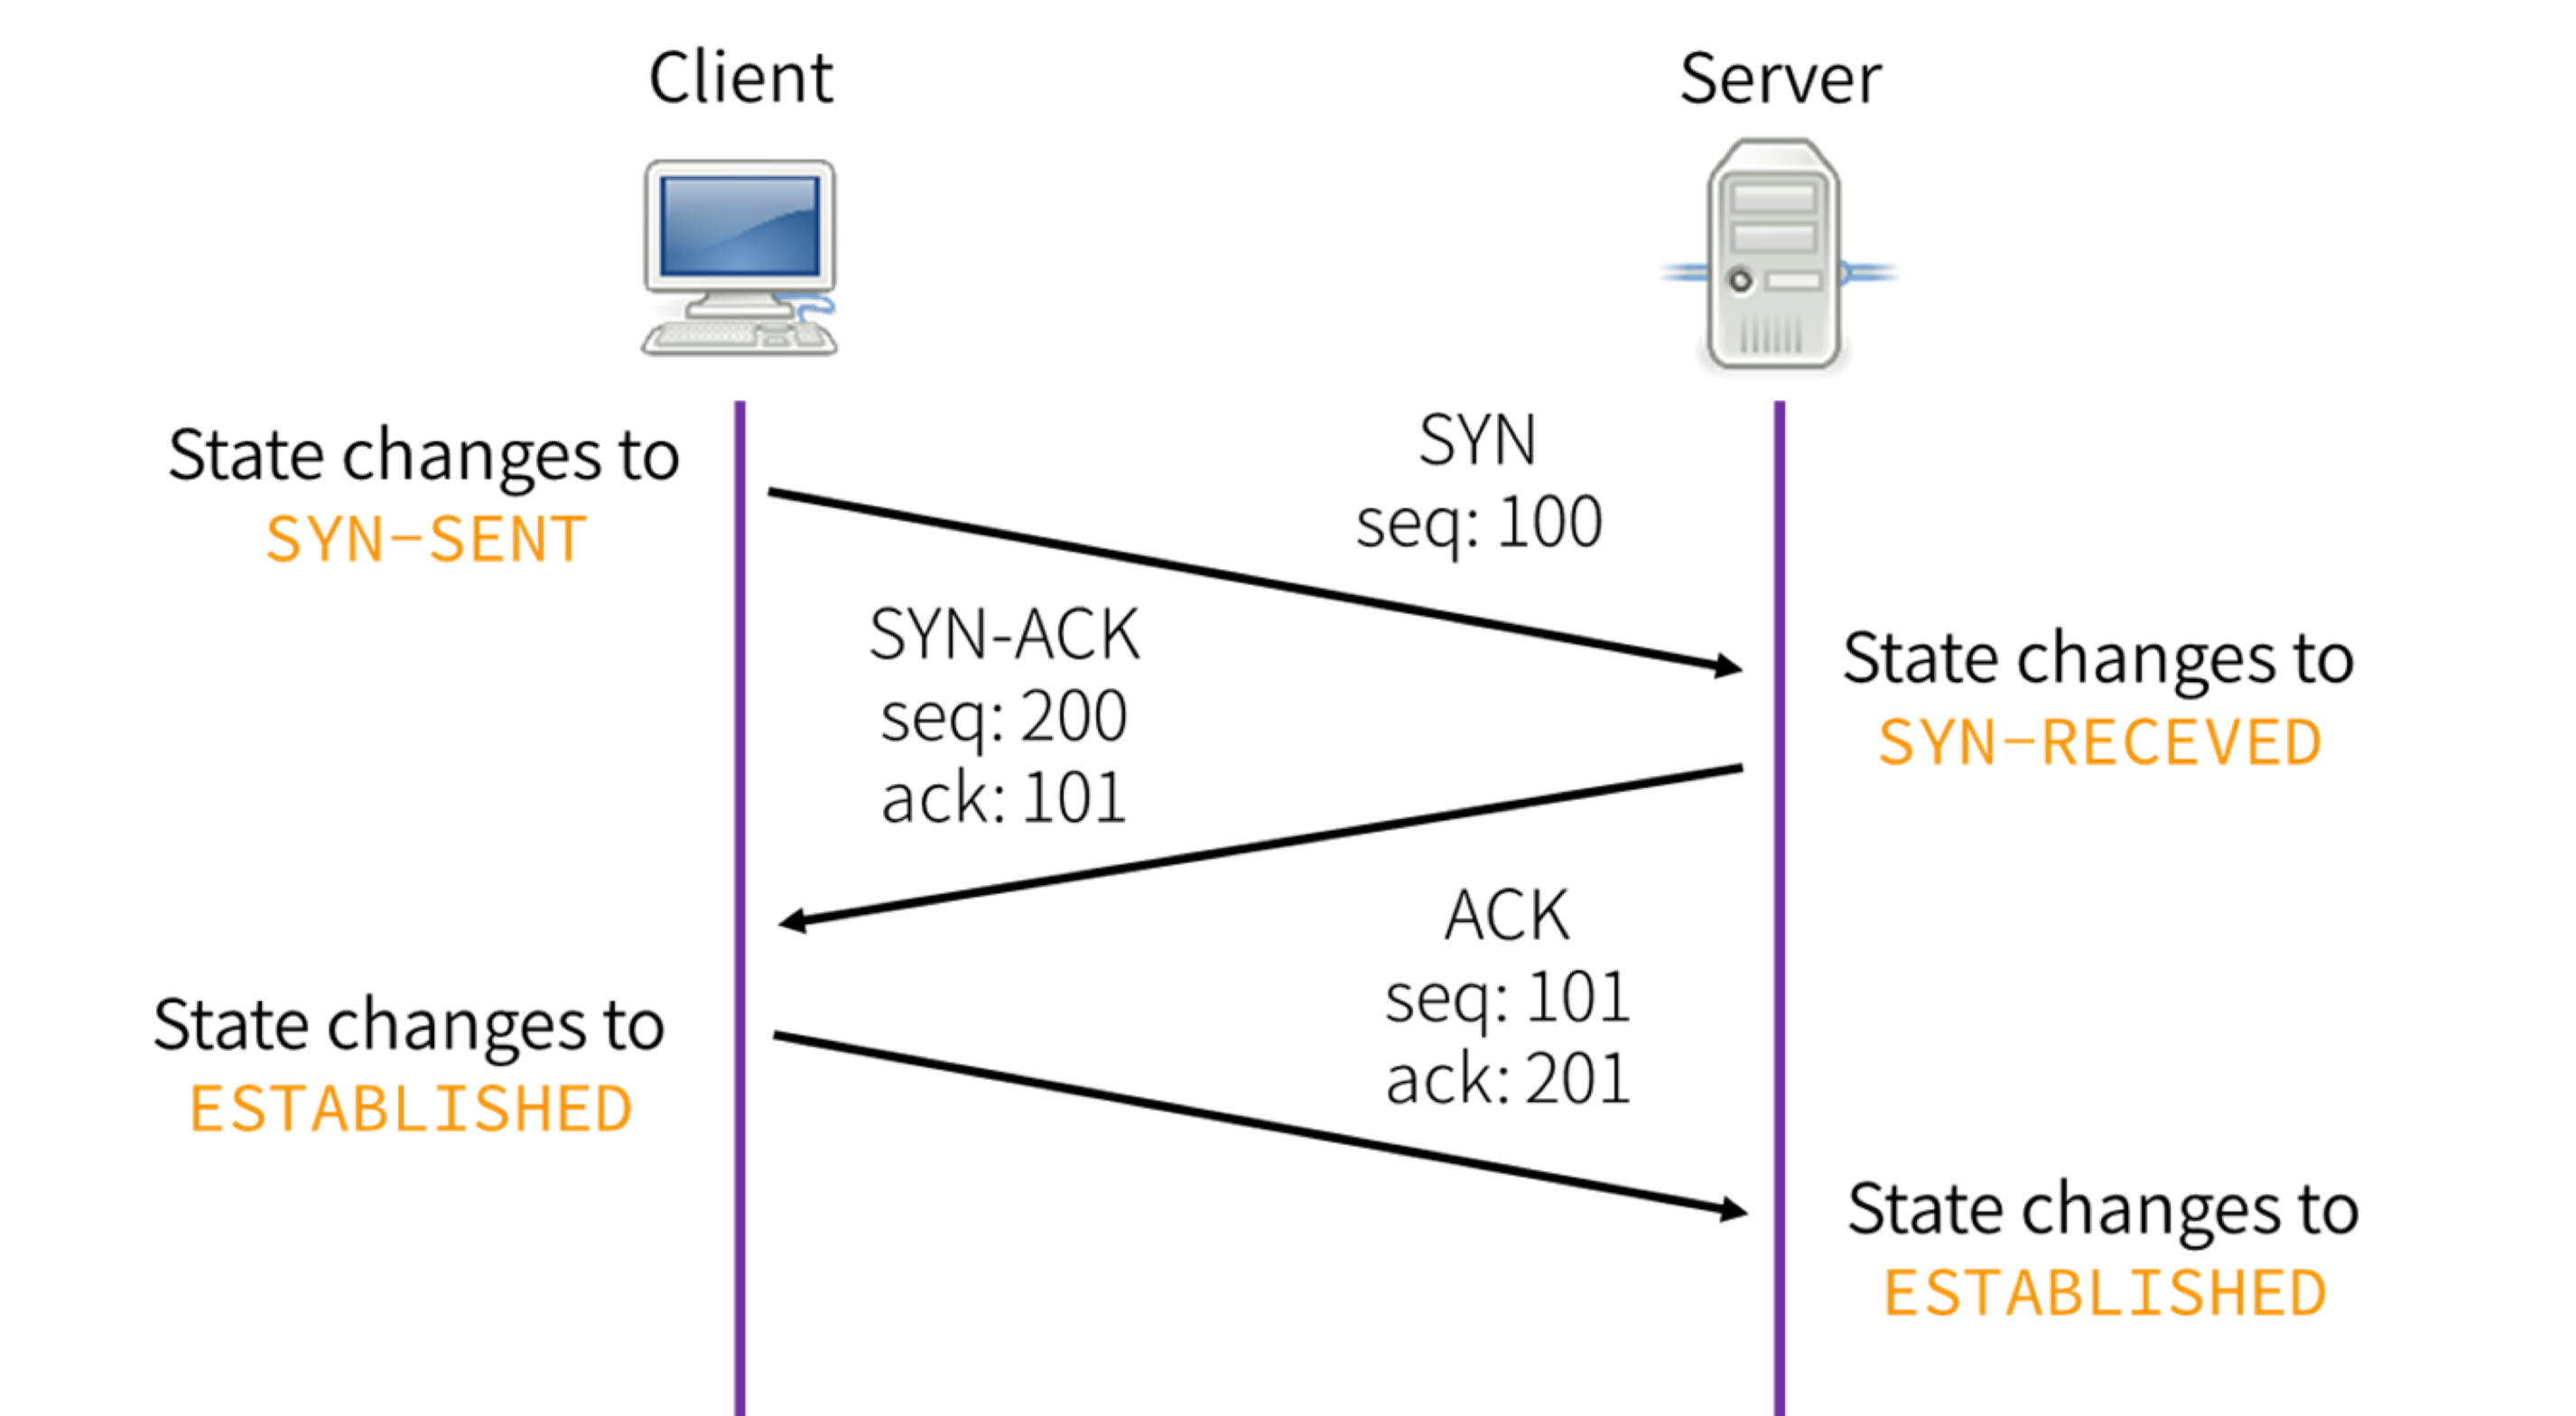 Client
Server
State changes to
SYN-SENT
SYN
seq: 100
SYN-ACK
seq: 200
ack: 101
State changes to
SYN-RECEVED
ACK
seq: 101
ack: 201
State changes to
ESTABLISHED
State changes to
ESTABLISHED